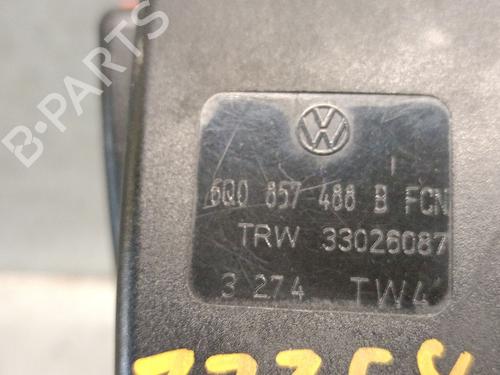 B-PARTS
6Q0 857 488 B FCN
TRW 33026087
3 274 TW4